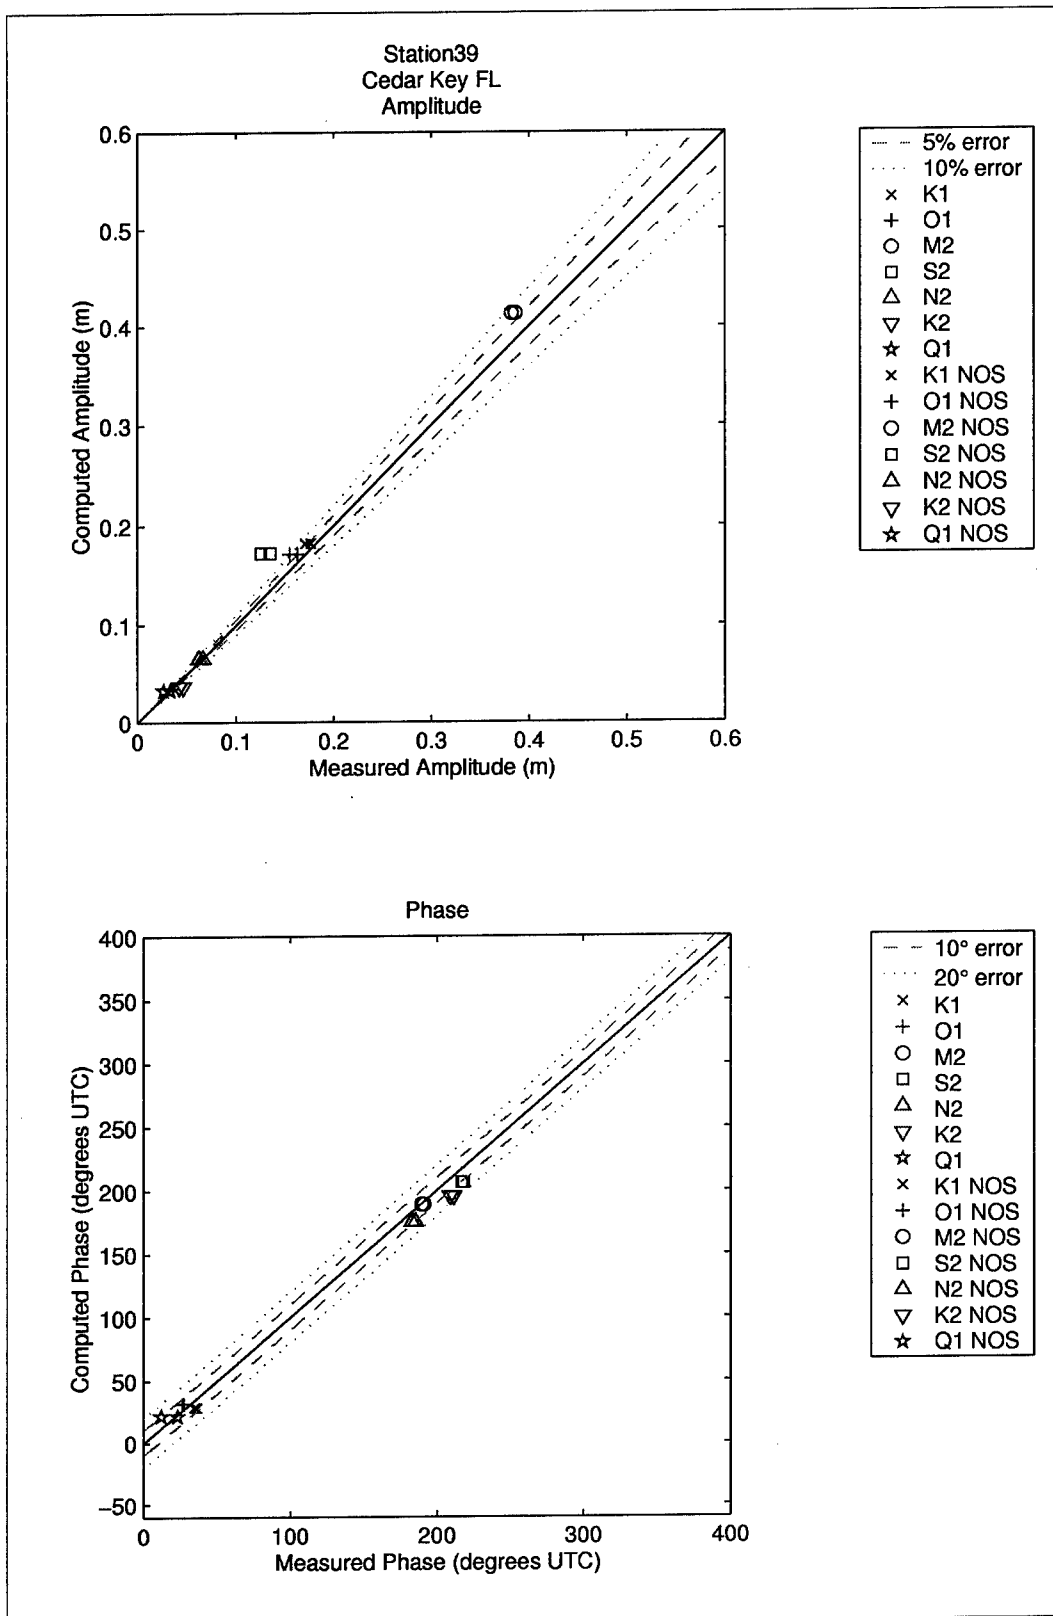 Station39
Cedar Key FL
Amplitude
0.6
0.5
0.4
0.3
0.2
0.1
0
Computed Amplitude (m)
0
0.1
0.2
0.3
0.4
0.5
0.6
Measured Amplitude (m)
5% error
10% error
K1
O1
M2
S2
N2
K2
Q1
K1 NOS
O1 NOS
M2 NOS
S2 NOS
N2 NOS
K2 NOS
Q1 NOS
Phase
400
350
300
250
200
150
100
50
0
−50
Computed Phase (degrees UTC)
0
100
200
300
400
Measured Phase (degrees UTC)
10° error
20° error
K1
O1
M2
S2
N2
K2
Q1
K1 NOS
O1 NOS
M2 NOS
S2 NOS
N2 NOS
K2 NOS
Q1 NOS